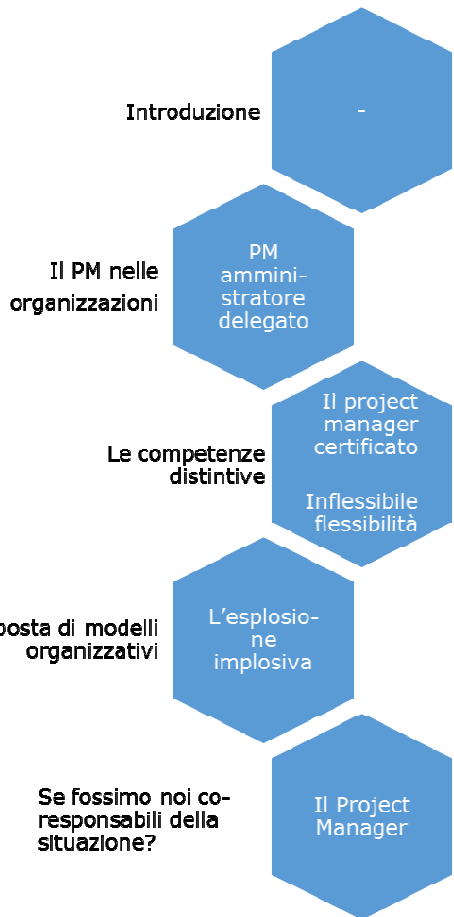 Introduzione
-
Il PM nelle
organizzazioni
PM
ammini-
stratore
delegato
Le competenze
distintive
Il project
manager
certificato
Inflessibile
flessibilità
posta di modelli
organizzativi
L'esplosio-
ne
implosiva
Se fossimo noi co-
responsabili della
situazione?
Il Project
Manager